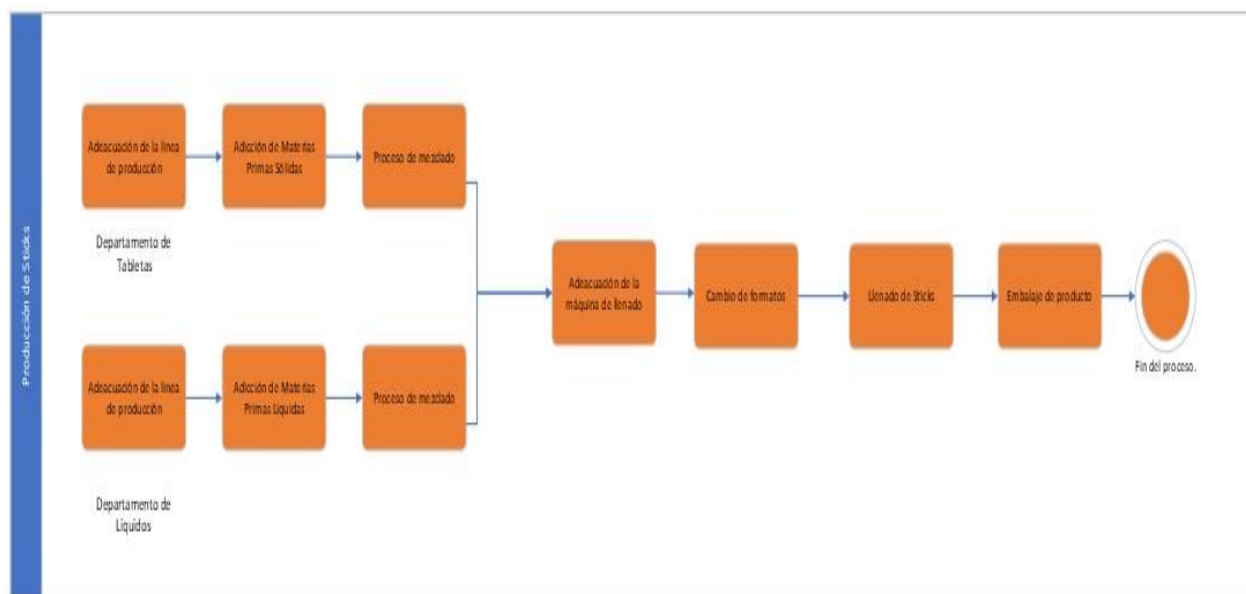 Producción de Sticks
Adeacuación de la línea
de producción
Adicción de Materias
Primas Sólidas
Proceso de mezclado
Departamento de
Tabletas
Adeacuación de la línea
de producción
Adicción de Materias
Primas Líquidas
Proceso de mezclado
Departamento de
Líquidos
Adeacuación de la
máquina de llenado
Cambio de formatos
Llenado de Sticks
Embalaje de producto
Fin del proceso.